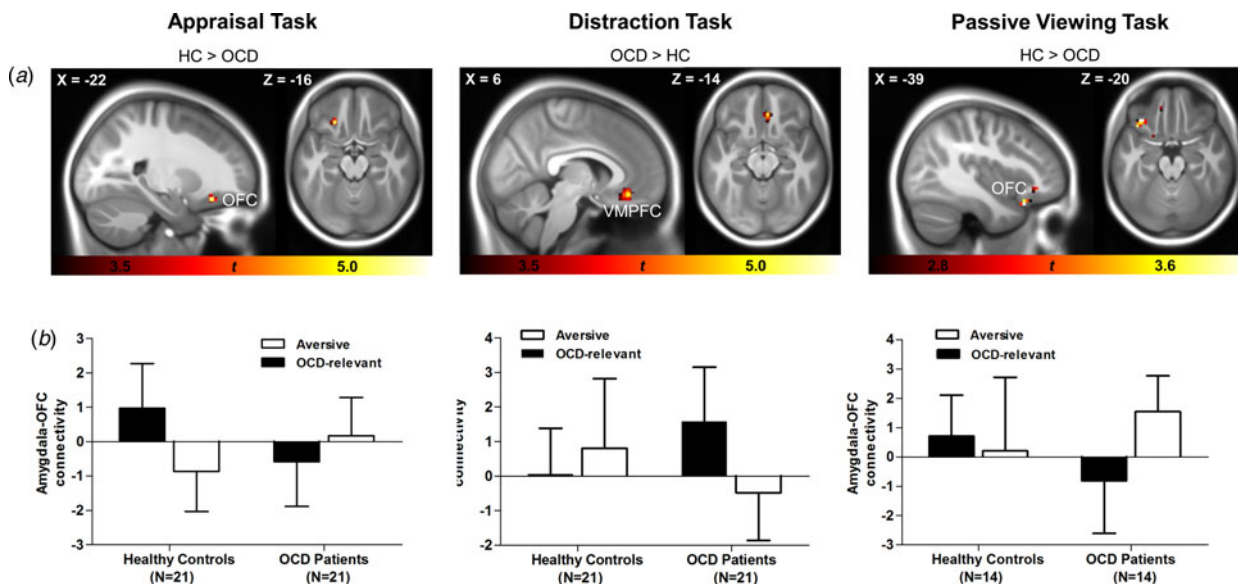 Appraisal Task
Distraction Task
Passive Viewing Task
HC > OCD
OCD > HC
HC > OCD
(a)
X = -22
Z = -16
OFC
3.5 t 5.0
X = 6
Z = -14
VMPFC
3.5 t 5.0
X = -39
Z = -20
OFC
2.8 t 3.6
(b)
Amygdala-OFC
connectivity
3
2
1
0
-1
-2
-3
Aversive
OCD-relevant
Healthy Controls
(N=21)
OCD Patients
(N=21)
connectivity
4
3
2
1
0
-1
-2
Aversive
OCD-relevant
Healthy Controls
(N=21)
OCD Patients
(N=21)
Amygdala-OFC
connectivity
4
3
2
1
0
-1
-2
-3
Aversive
OCD-relevant
Healthy Controls
(N=14)
OCD Patients
(N=14)